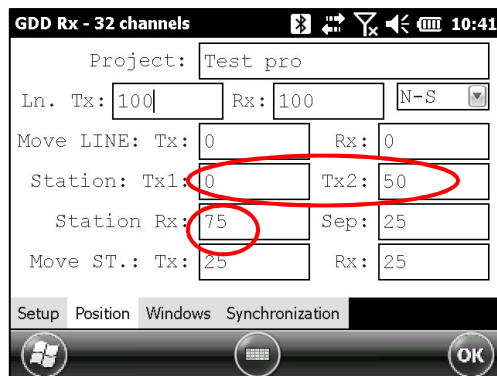 GDD Rx - 32 channels 10:41
Project: Test pro
Ln. Tx: 100 Rx: 100 N-S
Move LINE: Tx: 0 Rx: 0
Station: Tx1: 0 Tx2: 50
Station Rx: 75 Sep: 25
Move ST.: Tx: 25 Rx: 25
Setup Position Windows Synchronization
OK